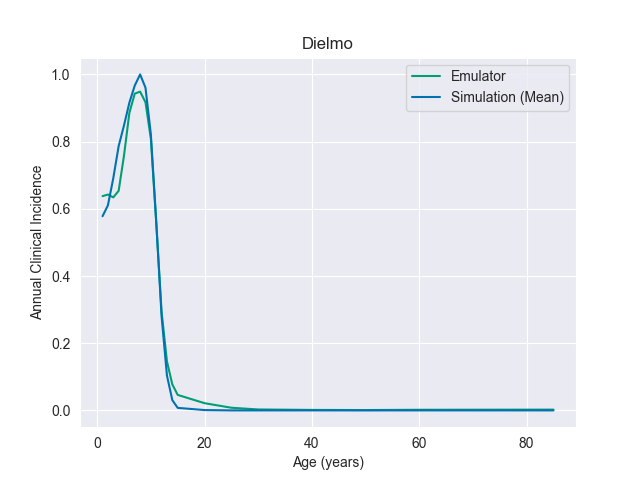 Dielmo
Emulator
Simulation (Mean)
Annual Clinical Incidence
1.0
0.8
0.6
0.4
0.2
0.0
0
20
40
60
80
Age (years)